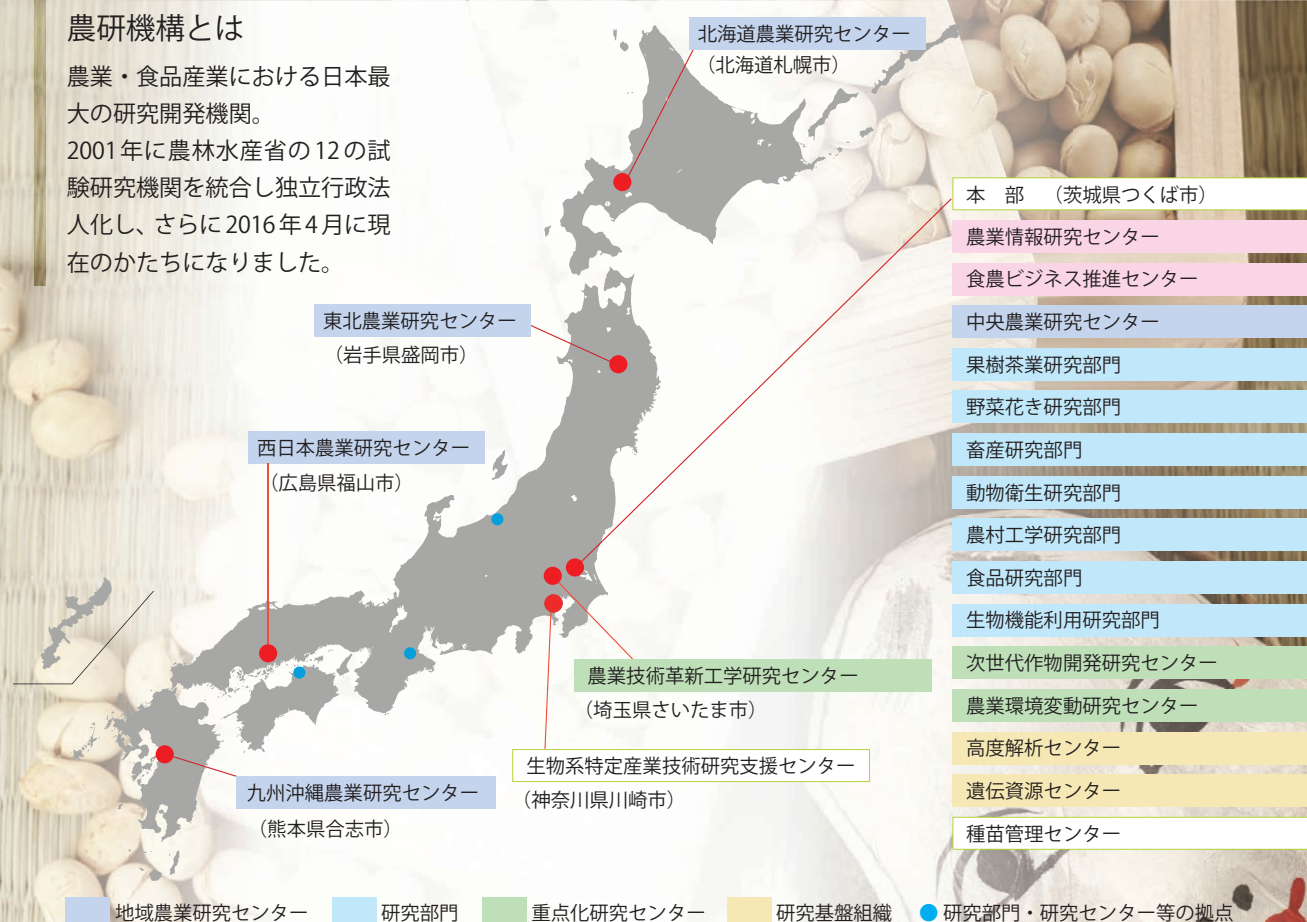 農研機構とは
農業・食品産業における日本最
大の研究開発機関。
2001年に農林水産省の12の試
験研究機関を統合し独立行政法
人化し、さらに2016年4月に現
在のかたちになりました。
北海道農業研究センター
（北海道札幌市）
東北農業研究センター
（岩手県盛岡市）
西日本農業研究センター
（広島県福山市）
農業技術革新工学研究センター
（埼玉県さいたま市）
生物系特定産業技術研究支援センター
（神奈川県川崎市）
九州沖縄農業研究センター
（熊本県合志市）
本　部　（茨城県つくば市）
農業情報研究センター
食農ビジネス推進センター
中央農業研究センター
果樹茶業研究部門
野菜花き研究部門
畜産研究部門
動物衛生研究部門
農村工学研究部門
食品研究部門
生物機能利用研究部門
次世代作物開発研究センター
農業環境変動研究センター
高度解析センター
遺伝資源センター
種苗管理センター
地域農業研究センター　研究部門　重点化研究センター　研究基盤組織　研究部門・研究センター等の拠点